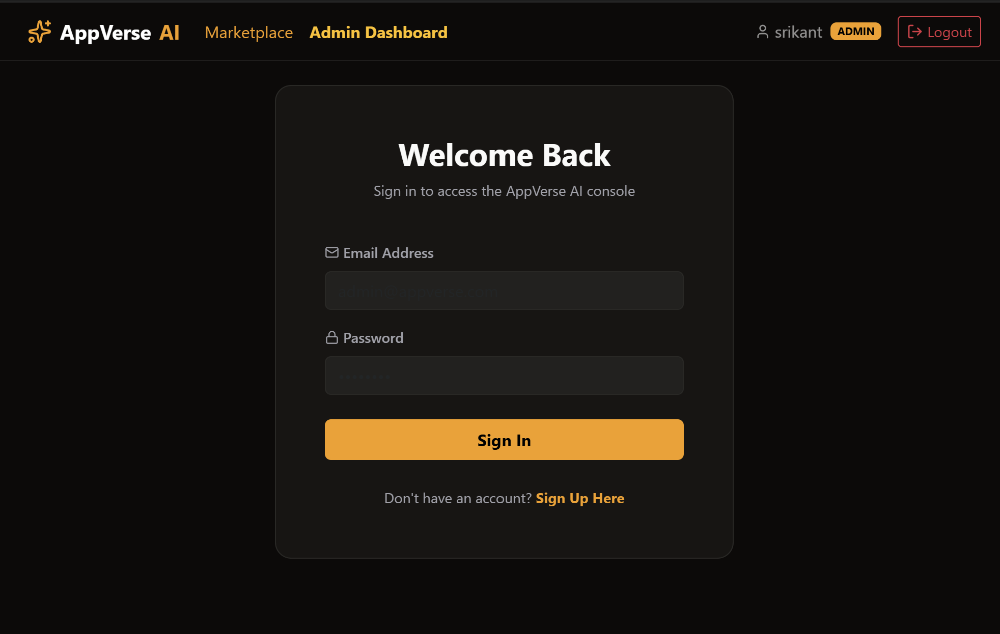 AppVerse AI Marketplace Admin Dashboard srikant ADMIN Logout
Welcome Back
Sign in to access the AppVerse AI console
Email Address
admin@appverse.com
Password
••••••••
Sign In
Don't have an account? Sign Up Here